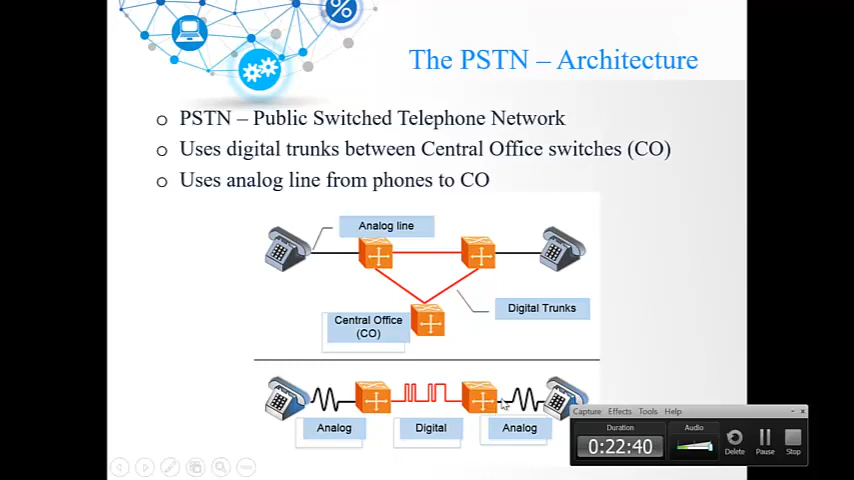 The PSTN – Architecture
PSTN – Public Switched Telephone Network
Uses digital trunks between Central Office switches (CO)
Uses analog line from phones to CO
Analog line
Digital Trunks
Central Office
(CO)
Analog
Digital
Analog
Capture Effects Tools Help
Duration
Audio
0:22:40
Delete
Pause
Stop